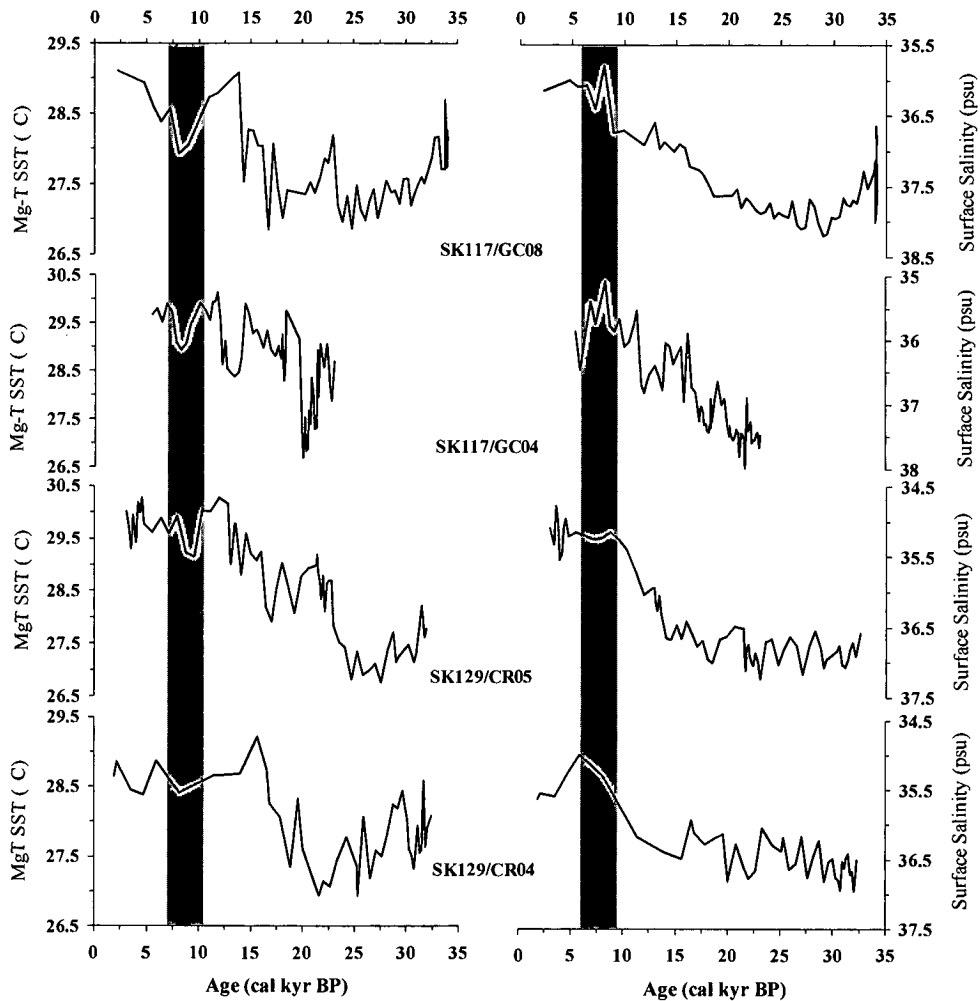 0 5 10 15 20 25 30 35
0 5 10 15 20 25 30 35
29.5
28.5
27.5
26.5
Mg-T SST ( C)
35.5
36.5
37.5
38.5
Surface Salinity (psu)
SK117/GC08
30.5
29.5
28.5
27.5
26.5
Mg-T SST ( C)
35
36
37
38
Surface Salinity (psu)
SK117/GC04
30.5
29.5
28.5
27.5
26.5
MgT SST ( C)
34.5
35.5
36.5
37.5
Surface Salinity (psu)
SK129/CR05
29.5
28.5
27.5
26.5
MgT SST ( C)
34.5
35.5
36.5
37.5
Surface Salinity (psu)
SK129/CR04
0 5 10 15 20 25 30 35
0 5 10 15 20 25 30 35
Age (cal kyr BP)
Age (cal kyr BP)